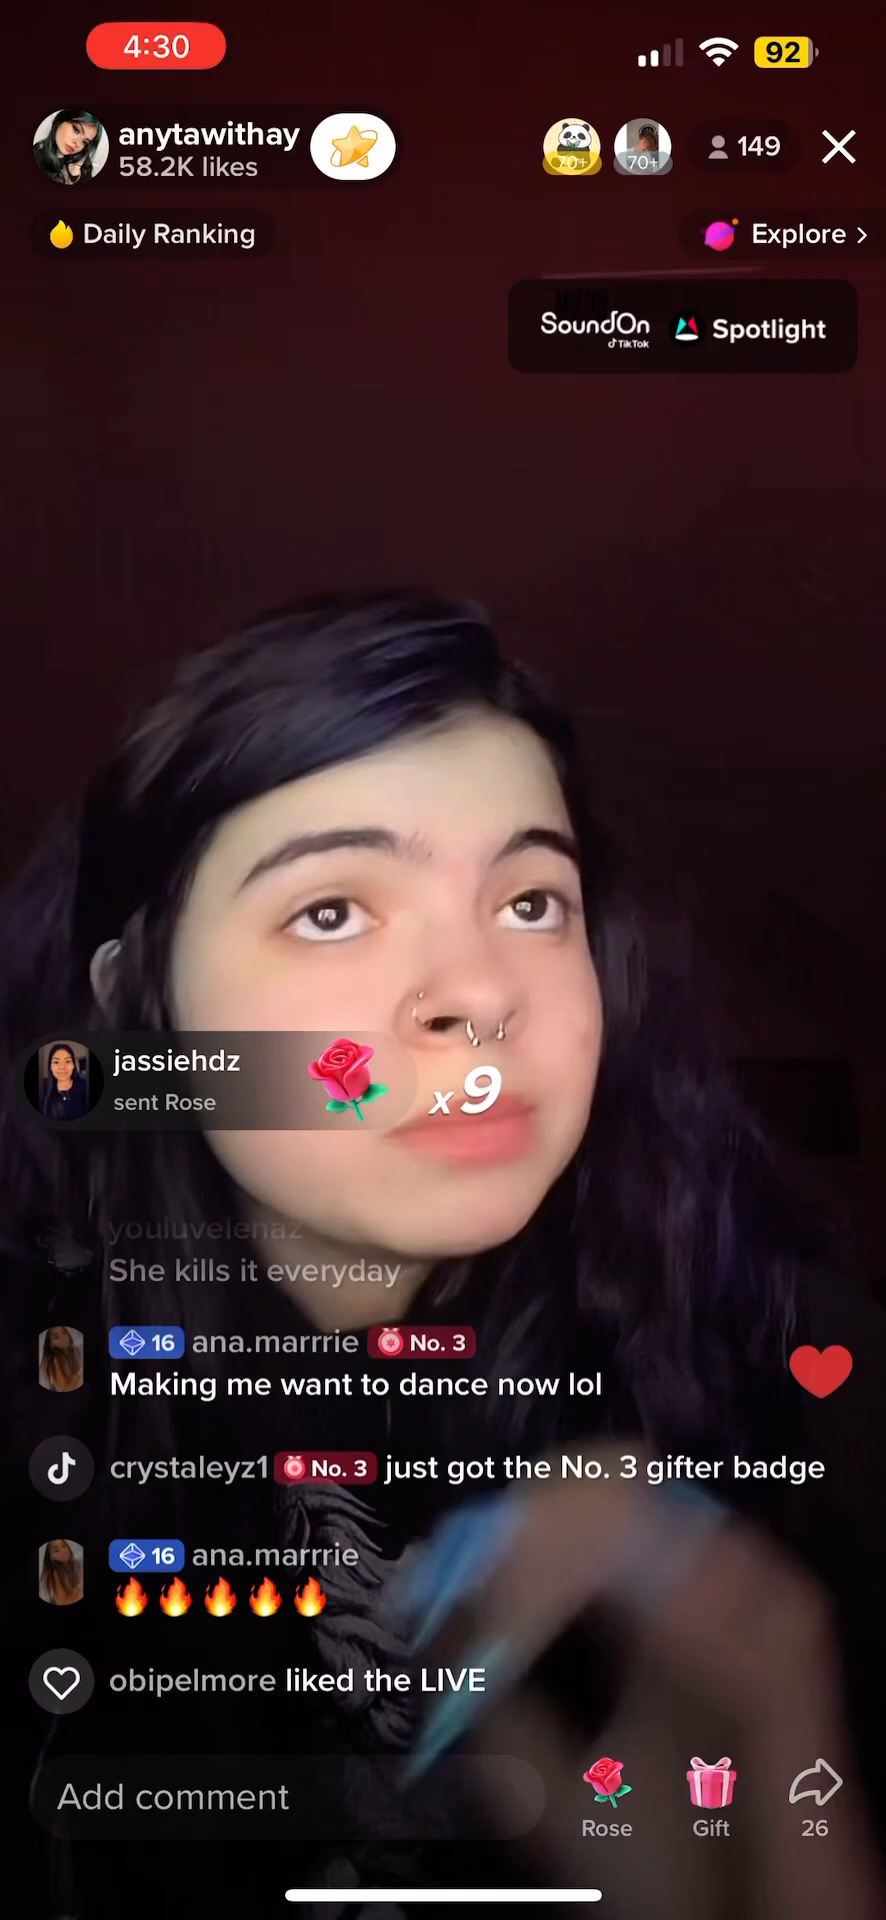 4:30
92
anytawithay
58.2K likes
70+
70+
149
Daily Ranking
Explore >
SoundOn
TikTok
Spotlight
jassiehdz
sent Rose
x9
youluvelenaz
She kills it everyday
16 ana.marrrie No. 3
Making me want to dance now lol
crystaleyz1 No. 3 just got the No. 3 gifter badge
16 ana.marrrie
🔥🔥🔥🔥🔥
obipelmore liked the LIVE
Add comment
Rose
Gift
26